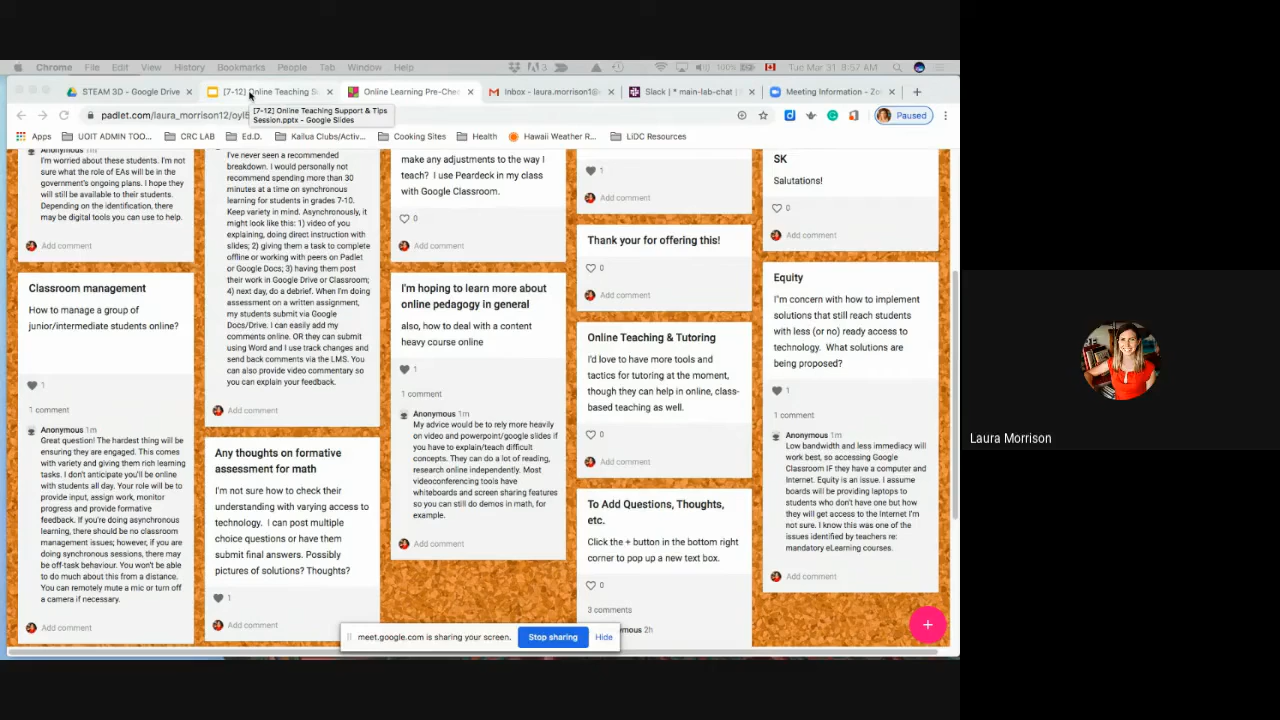 Chrome File Edit View History Bookmarks People Tab Window Help
3 100% Tue Mar 31 8:57 AM
STEAM 3D - Google Drive
[7-12] Online Teaching S
Online Learning Pre-Che
Inbox - laura.morrison1@
Slack | * main-lab-chat |
Meeting Information - Zo
padlet.com/laura_morrison12/oyl
[7-12] Online Teaching Support & Tips
Session.pptx - Google Slides
Paused
Apps
UOIT ADMIN TOO...
CRC LAB
Ed.D.
Kailua Clubs/Activ...
Cooking Sites
Health
Hawaii Weather R...
LiDC Resources
Anonymous 1m
I'm worried about these students. I'm not
sure what the role of EAs will be in the
government's ongoing plans. I hope they
will still be available to their students.
Depending on the identification, there
may be digital tools you can use to help.
Add comment
Classroom management
How to manage a group of
junior/intermediate students online?
1
1 comment
Anonymous 1m
Great question! The hardest thing will be
ensuring they are engaged. This comes
with variety and giving them rich learning
tasks. I don't anticipate you'll be online
with students all day. Your role will be to
provide input, assign work, monitor
progress and provide formative
feedback. If you're doing asynchronous
learning, there should be no classroom
management issues; however, if you are
doing synchronous sessions, there may
be off-task behaviour. You won't be able
to do much about this from a distance.
You can remotely mute a mic or turn off
a camera if necessary.
Add comment
I've never seen a recommended
breakdown. I would personally not
recommend spending more than 30
minutes at a time on synchronous
learning for students in grades 7-10.
Keep variety in mind. Asynchronously, it
might look like this: 1) video of you
explaining, doing direct instruction with
slides; 2) giving them a task to complete
offline or working with peers on Padlet
or Google Docs; 3) having them post
their work in Google Drive or Classroom;
4) next day, do a debrief. When I'm doing
assessment on a written assignment,
my students submit via Google
Docs/Drive. I can easily add my
comments online. OR they can submit
using Word and I use track changes and
send back comments via the LMS. You
can also provide video commentary so
you can explain your feedback.
Add comment
Any thoughts on formative
assessment for math
I'm not sure how to check their
understanding with varying access to
technology. I can post multiple
choice questions or have them
submit final answers. Possibly
pictures of solutions? Thoughts?
1
Add comment
make any adjustments to the way I
teach? I use Peardeck in my class
with Google Classroom.
0
Add comment
I'm hoping to learn more about
online pedagogy in general
also, how to deal with a content
heavy course online
1
1 comment
Anonymous 1m
My advice would be to rely more heavily
on video and powerpoint/google slides if
you have to explain/teach difficult
concepts. They can do a lot of reading,
research online independently. Most
videoconferencing tools have
whiteboards and screen sharing features
so you can still do demos in math, for
example.
Add comment
1
Add comment
Thank your for offering this!
0
Add comment
Online Teaching & Tutoring
I'd love to have more tools and
tactics for tutoring at the moment,
though they can help in online, class-
based teaching as well.
0
Add comment
To Add Questions, Thoughts,
etc.
Click the + button in the bottom right
corner to pop up a new text box.
0
3 comments
mous 2h
SK
Salutations!
0
Add comment
Equity
I'm concern with how to implement
solutions that still reach students
with less (or no) ready access to
technology. What solutions are
being proposed?
1
1 comment
Anonymous 1m
Low bandwidth and less immediacy will
work best, so accessing Google
Classroom IF they have a computer and
Internet. Equity is an issue. I assume
boards will be providing laptops to
students who don't have one but how
they will get access to the Internet I'm
not sure. I know this was one of the
issues identified by teachers re:
mandatory eLearning courses.
Add comment
meet.google.com is sharing your screen.
Stop sharing
Hide
Laura Morrison